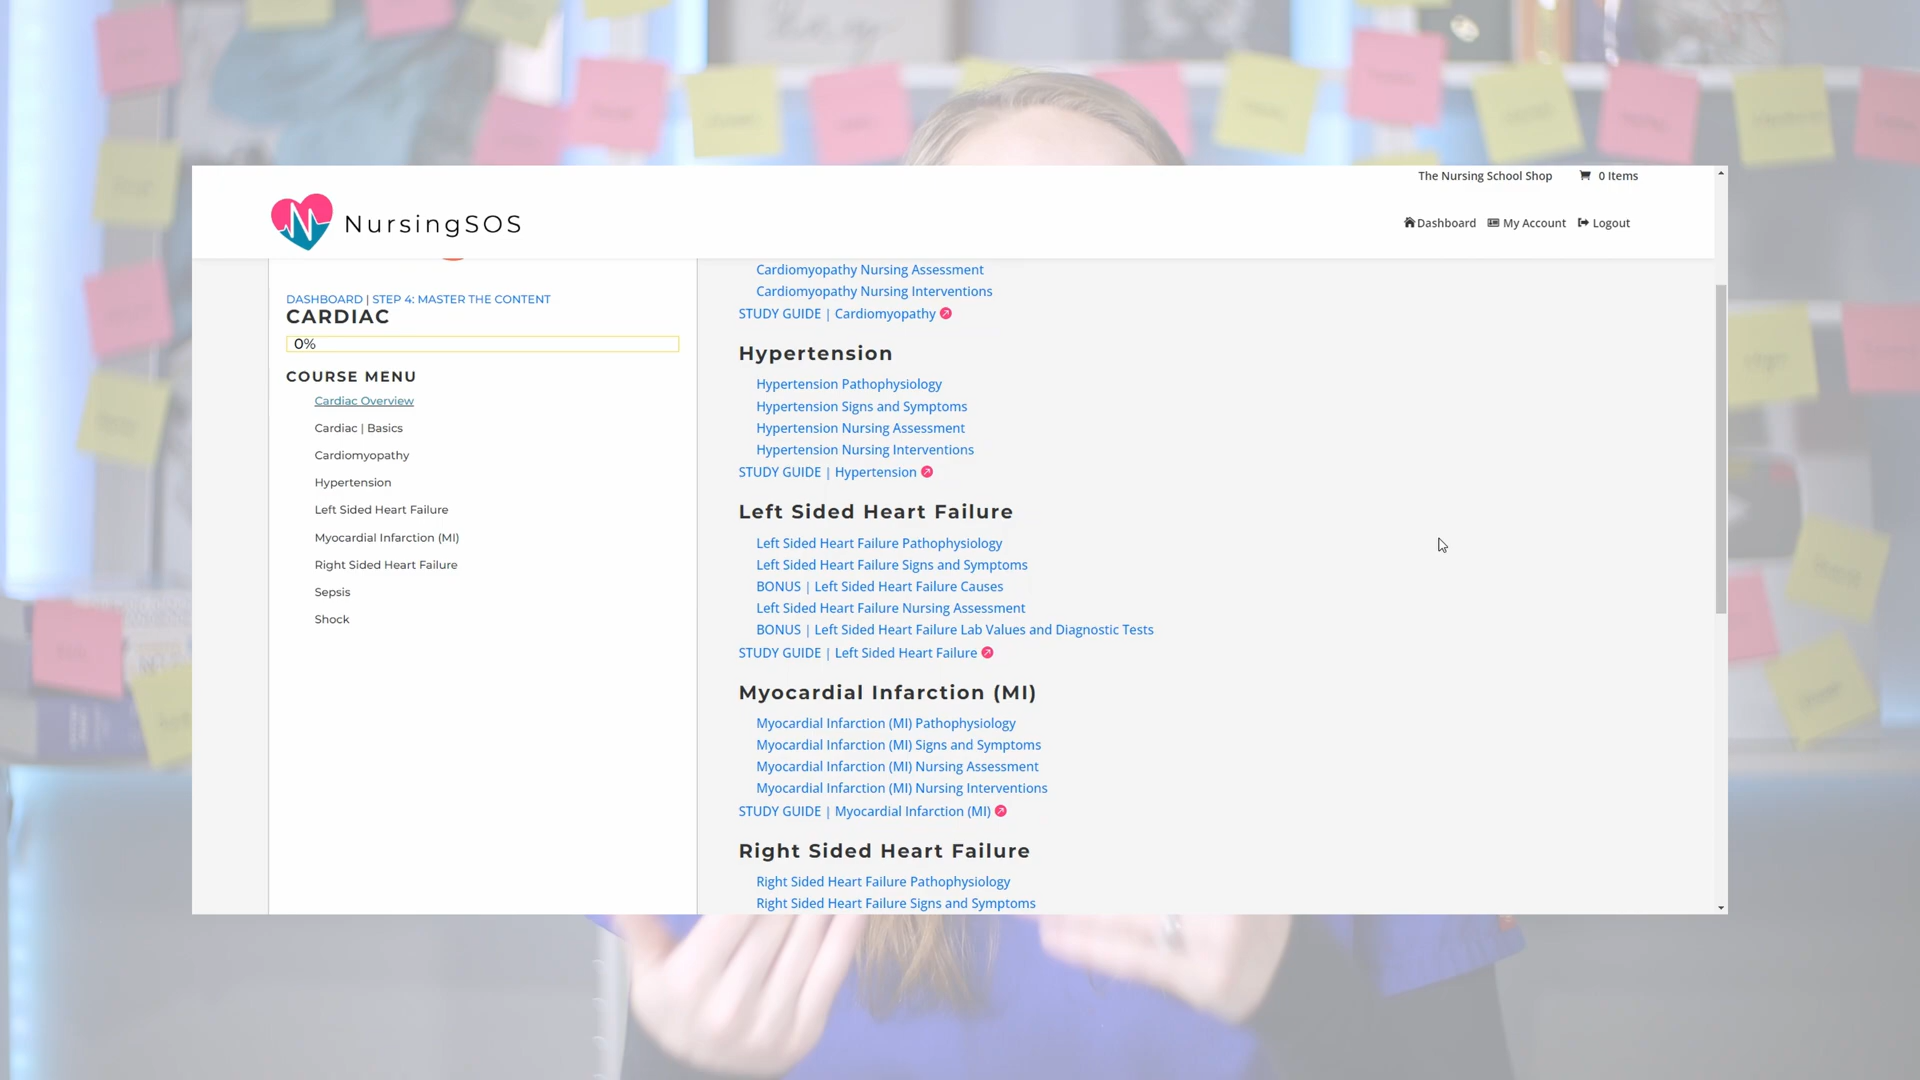 The Nursing School Shop 0 Items
NursingSOS
Dashboard My Account Logout
DASHBOARD | STEP 4: MASTER THE CONTENT
CARDIAC
0%
COURSE MENU
Cardiac Overview
Cardiac | Basics
Cardiomyopathy
Hypertension
Left Sided Heart Failure
Myocardial Infarction (MI)
Right Sided Heart Failure
Sepsis
Shock
Cardiomyopathy Nursing Assessment
Cardiomyopathy Nursing Interventions
STUDY GUIDE | Cardiomyopathy
Hypertension
Hypertension Pathophysiology
Hypertension Signs and Symptoms
Hypertension Nursing Assessment
Hypertension Nursing Interventions
STUDY GUIDE | Hypertension
Left Sided Heart Failure
Left Sided Heart Failure Pathophysiology
Left Sided Heart Failure Signs and Symptoms
BONUS | Left Sided Heart Failure Causes
Left Sided Heart Failure Nursing Assessment
BONUS | Left Sided Heart Failure Lab Values and Diagnostic Tests
STUDY GUIDE | Left Sided Heart Failure
Myocardial Infarction (MI)
Myocardial Infarction (MI) Pathophysiology
Myocardial Infarction (MI) Signs and Symptoms
Myocardial Infarction (MI) Nursing Assessment
Myocardial Infarction (MI) Nursing Interventions
STUDY GUIDE | Myocardial Infarction (MI)
Right Sided Heart Failure
Right Sided Heart Failure Pathophysiology
Right Sided Heart Failure Signs and Symptoms